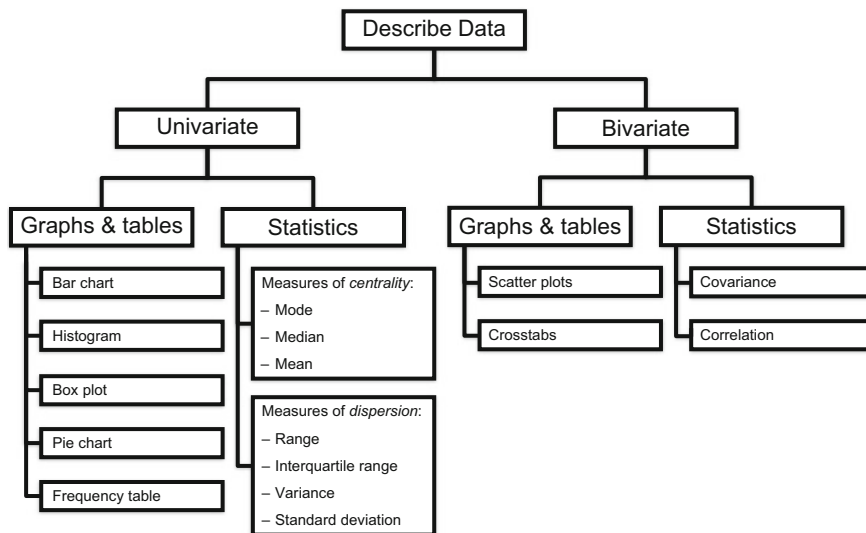 Describe Data
Univariate
Bivariate
Graphs & tables
Statistics
Graphs & tables
Statistics
Bar chart
Histogram
Box plot
Pie chart
Frequency table
Measures of centrality:
– Mode
– Median
– Mean
Measures of dispersion:
– Range
– Interquartile range
– Variance
– Standard deviation
Scatter plots
Crosstabs
Covariance
Correlation